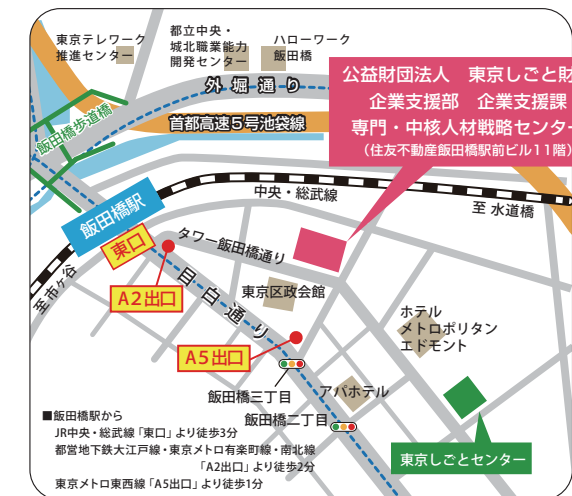 東京テレワーク
推進センター
都立中央・
城北職業能力
開発センター
ハローワーク
飯田橋
外堀通り
公益財団法人　東京しごと財
企業支援部　企業支援課
専門・中核人材戦略センター
（住友不動産飯田橋駅前ビル11階）
飯田橋歩道橋
首都高速5号池袋線
中央・総武線
至 水道橋
飯田橋駅
東口
タワー飯田橋通り
至市ヶ谷
A2出口
目白通り
東京区政会館
ホテル
メトロポリタン
エドモント
A5出口
飯田橋三丁目
アパホテル
飯田橋二丁目
東京しごとセンター
■飯田橋駅から
JR中央・総武線「東口」より徒歩3分
都営地下鉄大江戸線・東京メトロ有楽町線・南北線
「A2出口」より徒歩2分
東京メトロ東西線「A5出口」より徒歩1分